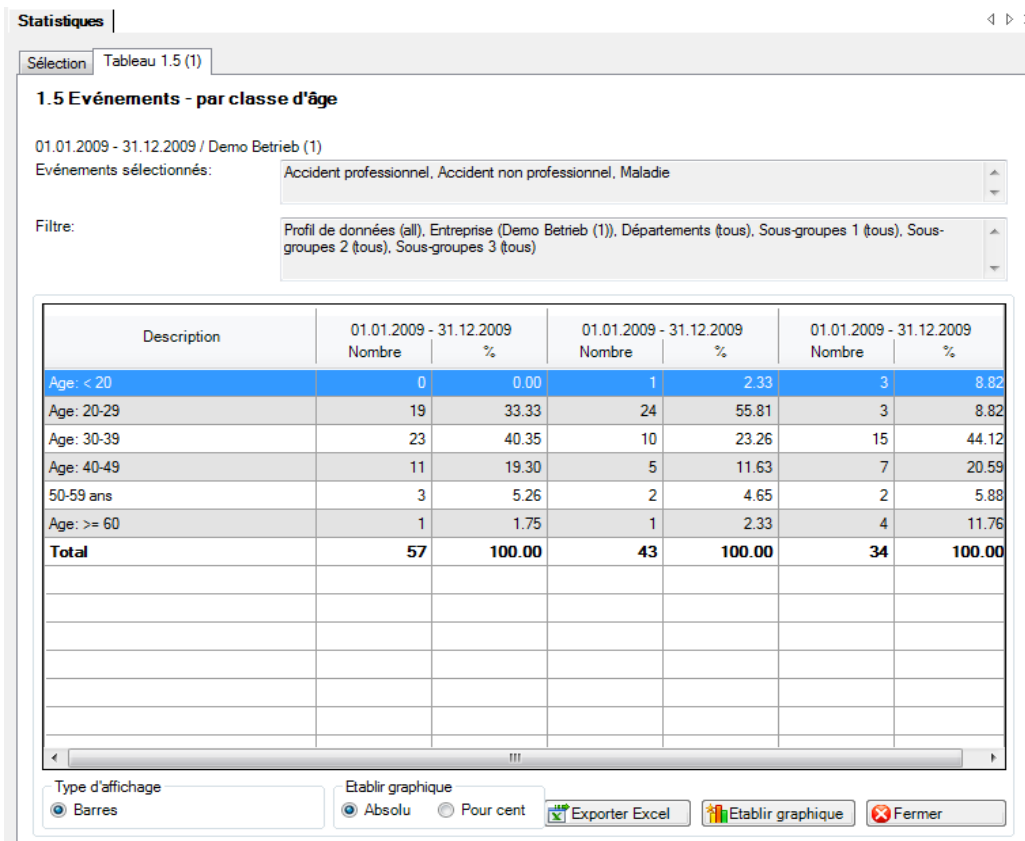 Statistiques
Sélection Tableau 1.5 (1)
1.5 Evénements - par classe d'âge
01.01.2009 - 31.12.2009 / Demo Betrieb (1)
Evénements sélectionnés: Accident professionnel, Accident non professionnel, Maladie
Filtre: Profil de données (all), Entreprise (Demo Betrieb (1)), Départements (tous), Sous-groupes 1 (tous), Sous-
groupes 2 (tous), Sous-groupes 3 (tous)
Description 01.01.2009 - 31.12.2009 01.01.2009 - 31.12.2009 01.01.2009 - 31.12.2009
Nombre % Nombre % Nombre %
Age: < 20 0 0.00 1 2.33 3 8.82
Age: 20-29 19 33.33 24 55.81 3 8.82
Age: 30-39 23 40.35 10 23.26 15 44.12
Age: 40-49 11 19.30 5 11.63 7 20.59
50-59 ans 3 5.26 2 4.65 2 5.88
Age: >= 60 1 1.75 1 2.33 4 11.76
Total 57 100.00 43 100.00 34 100.00
Type d'affichage Etablir graphique
Barres Absolu Pour cent Exporter Excel Etablir graphique Fermer